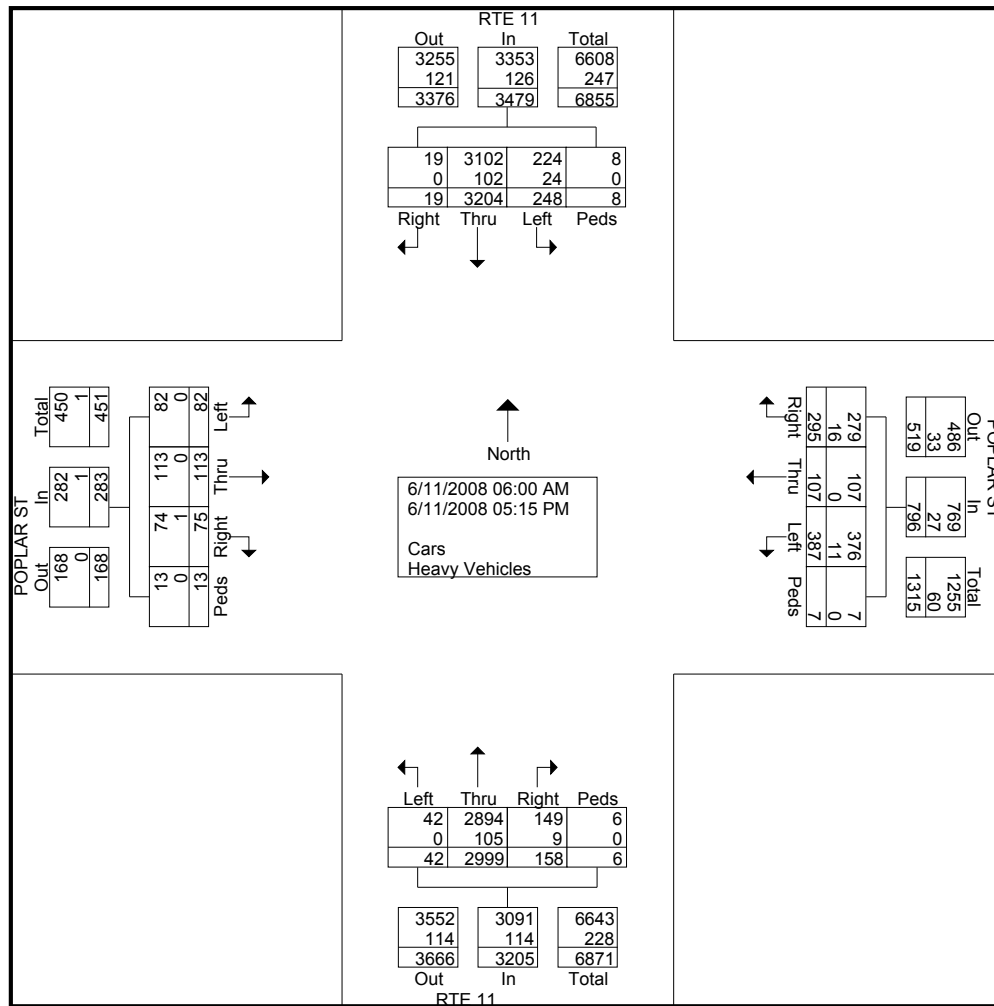 RTE 11
Out In Total
3255 3353 6608
121 126 247
3376 3479 6855
19 3102 224 8
0 102 24 0
19 3204 248 8
Right Thru Left Peds
POPLAR ST
Total In Out
450 282 168
1 1 0
451 283 168
82 113 74 13
0 0 1 0
82 113 75 13
Left Thru Right Peds
North
6/11/2008 06:00 AM
6/11/2008 05:15 PM
Cars
Heavy Vehicles
Right Thru Left Peds
279 107 376 7
16 0 11 0
295 107 387 7
POPLAR ST
Out In Total
486 769 1255
33 27 60
519 796 1315
Left Thru Right Peds
42 2894 149 6
0 105 9 0
42 2999 158 6
3552 3091 6643
114 114 228
3666 3205 6871
Out In Total
RTE 11